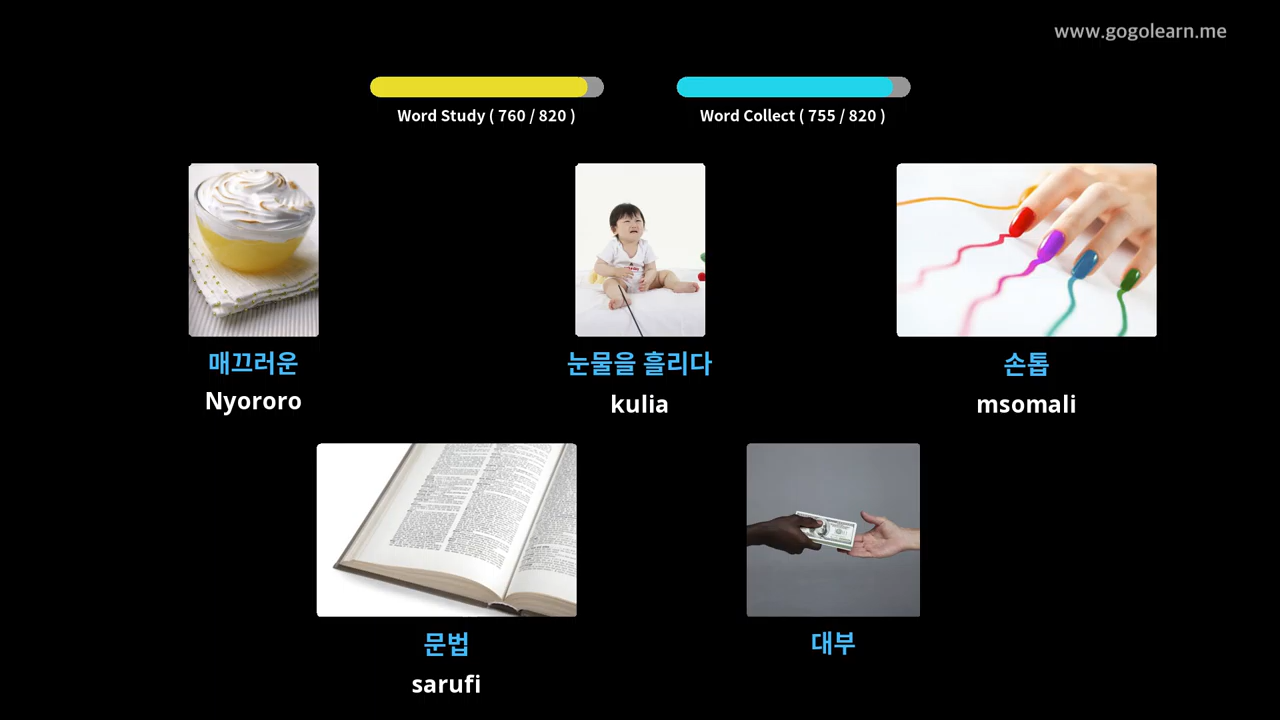 www.gogolearn.me
Word Study ( 760 / 820 )
Word Collect ( 755 / 820 )
매끄러운
Nyororo
눈물을 흘리다
kulia
손톱
msomali
문법
sarufi
대부